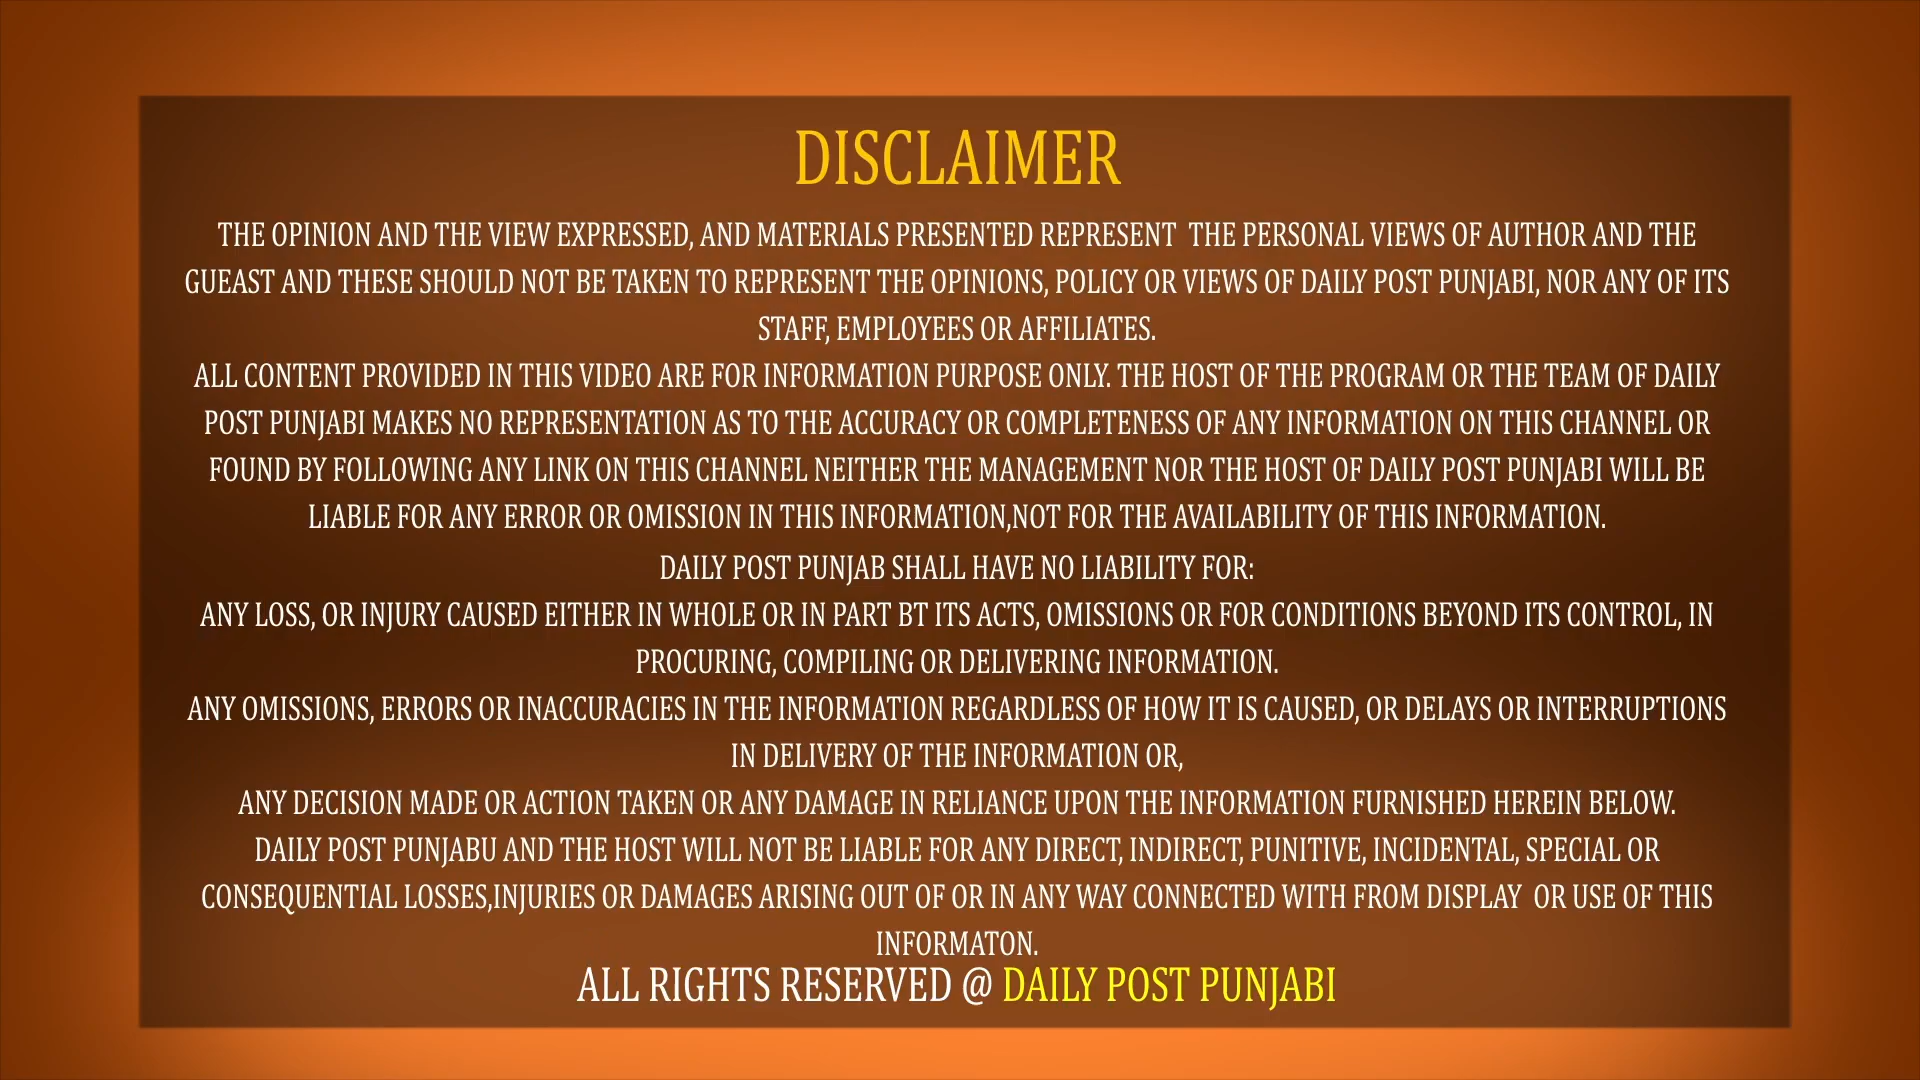 DISCLAIMER
THE OPINION AND THE VIEW EXPRESSED, AND MATERIALS PRESENTED REPRESENT  THE PERSONAL VIEWS OF AUTHOR AND THE
GUEAST AND THESE SHOULD NOT BE TAKEN TO REPRESENT THE OPINIONS, POLICY OR VIEWS OF DAILY POST PUNJABI, NOR ANY OF ITS
STAFF, EMPLOYEES OR AFFILIATES.
ALL CONTENT PROVIDED IN THIS VIDEO ARE FOR INFORMATION PURPOSE ONLY. THE HOST OF THE PROGRAM OR THE TEAM OF DAILY
POST PUNJABI MAKES NO REPRESENTATION AS TO THE ACCURACY OR COMPLETENESS OF ANY INFORMATION ON THIS CHANNEL OR
FOUND BY FOLLOWING ANY LINK ON THIS CHANNEL NEITHER THE MANAGEMENT NOR THE HOST OF DAILY POST PUNJABI WILL BE
LIABLE FOR ANY ERROR OR OMISSION IN THIS INFORMATION,NOT FOR THE AVAILABILITY OF THIS INFORMATION.
DAILY POST PUNJAB SHALL HAVE NO LIABILITY FOR:
ANY LOSS, OR INJURY CAUSED EITHER IN WHOLE OR IN PART BT ITS ACTS, OMISSIONS OR FOR CONDITIONS BEYOND ITS CONTROL, IN
PROCURING, COMPILING OR DELIVERING INFORMATION.
ANY OMISSIONS, ERRORS OR INACCURACIES IN THE INFORMATION REGARDLESS OF HOW IT IS CAUSED, OR DELAYS OR INTERRUPTIONS
IN DELIVERY OF THE INFORMATION OR,
ANY DECISION MADE OR ACTION TAKEN OR ANY DAMAGE IN RELIANCE UPON THE INFORMATION FURNISHED HEREIN BELOW.
DAILY POST PUNJABU AND THE HOST WILL NOT BE LIABLE FOR ANY DIRECT, INDIRECT, PUNITIVE, INCIDENTAL, SPECIAL OR
CONSEQUENTIAL LOSSES,INJURIES OR DAMAGES ARISING OUT OF OR IN ANY WAY CONNECTED WITH FROM DISPLAY  OR USE OF THIS
INFORMATON.
ALL RIGHTS RESERVED @ DAILY POST PUNJABI